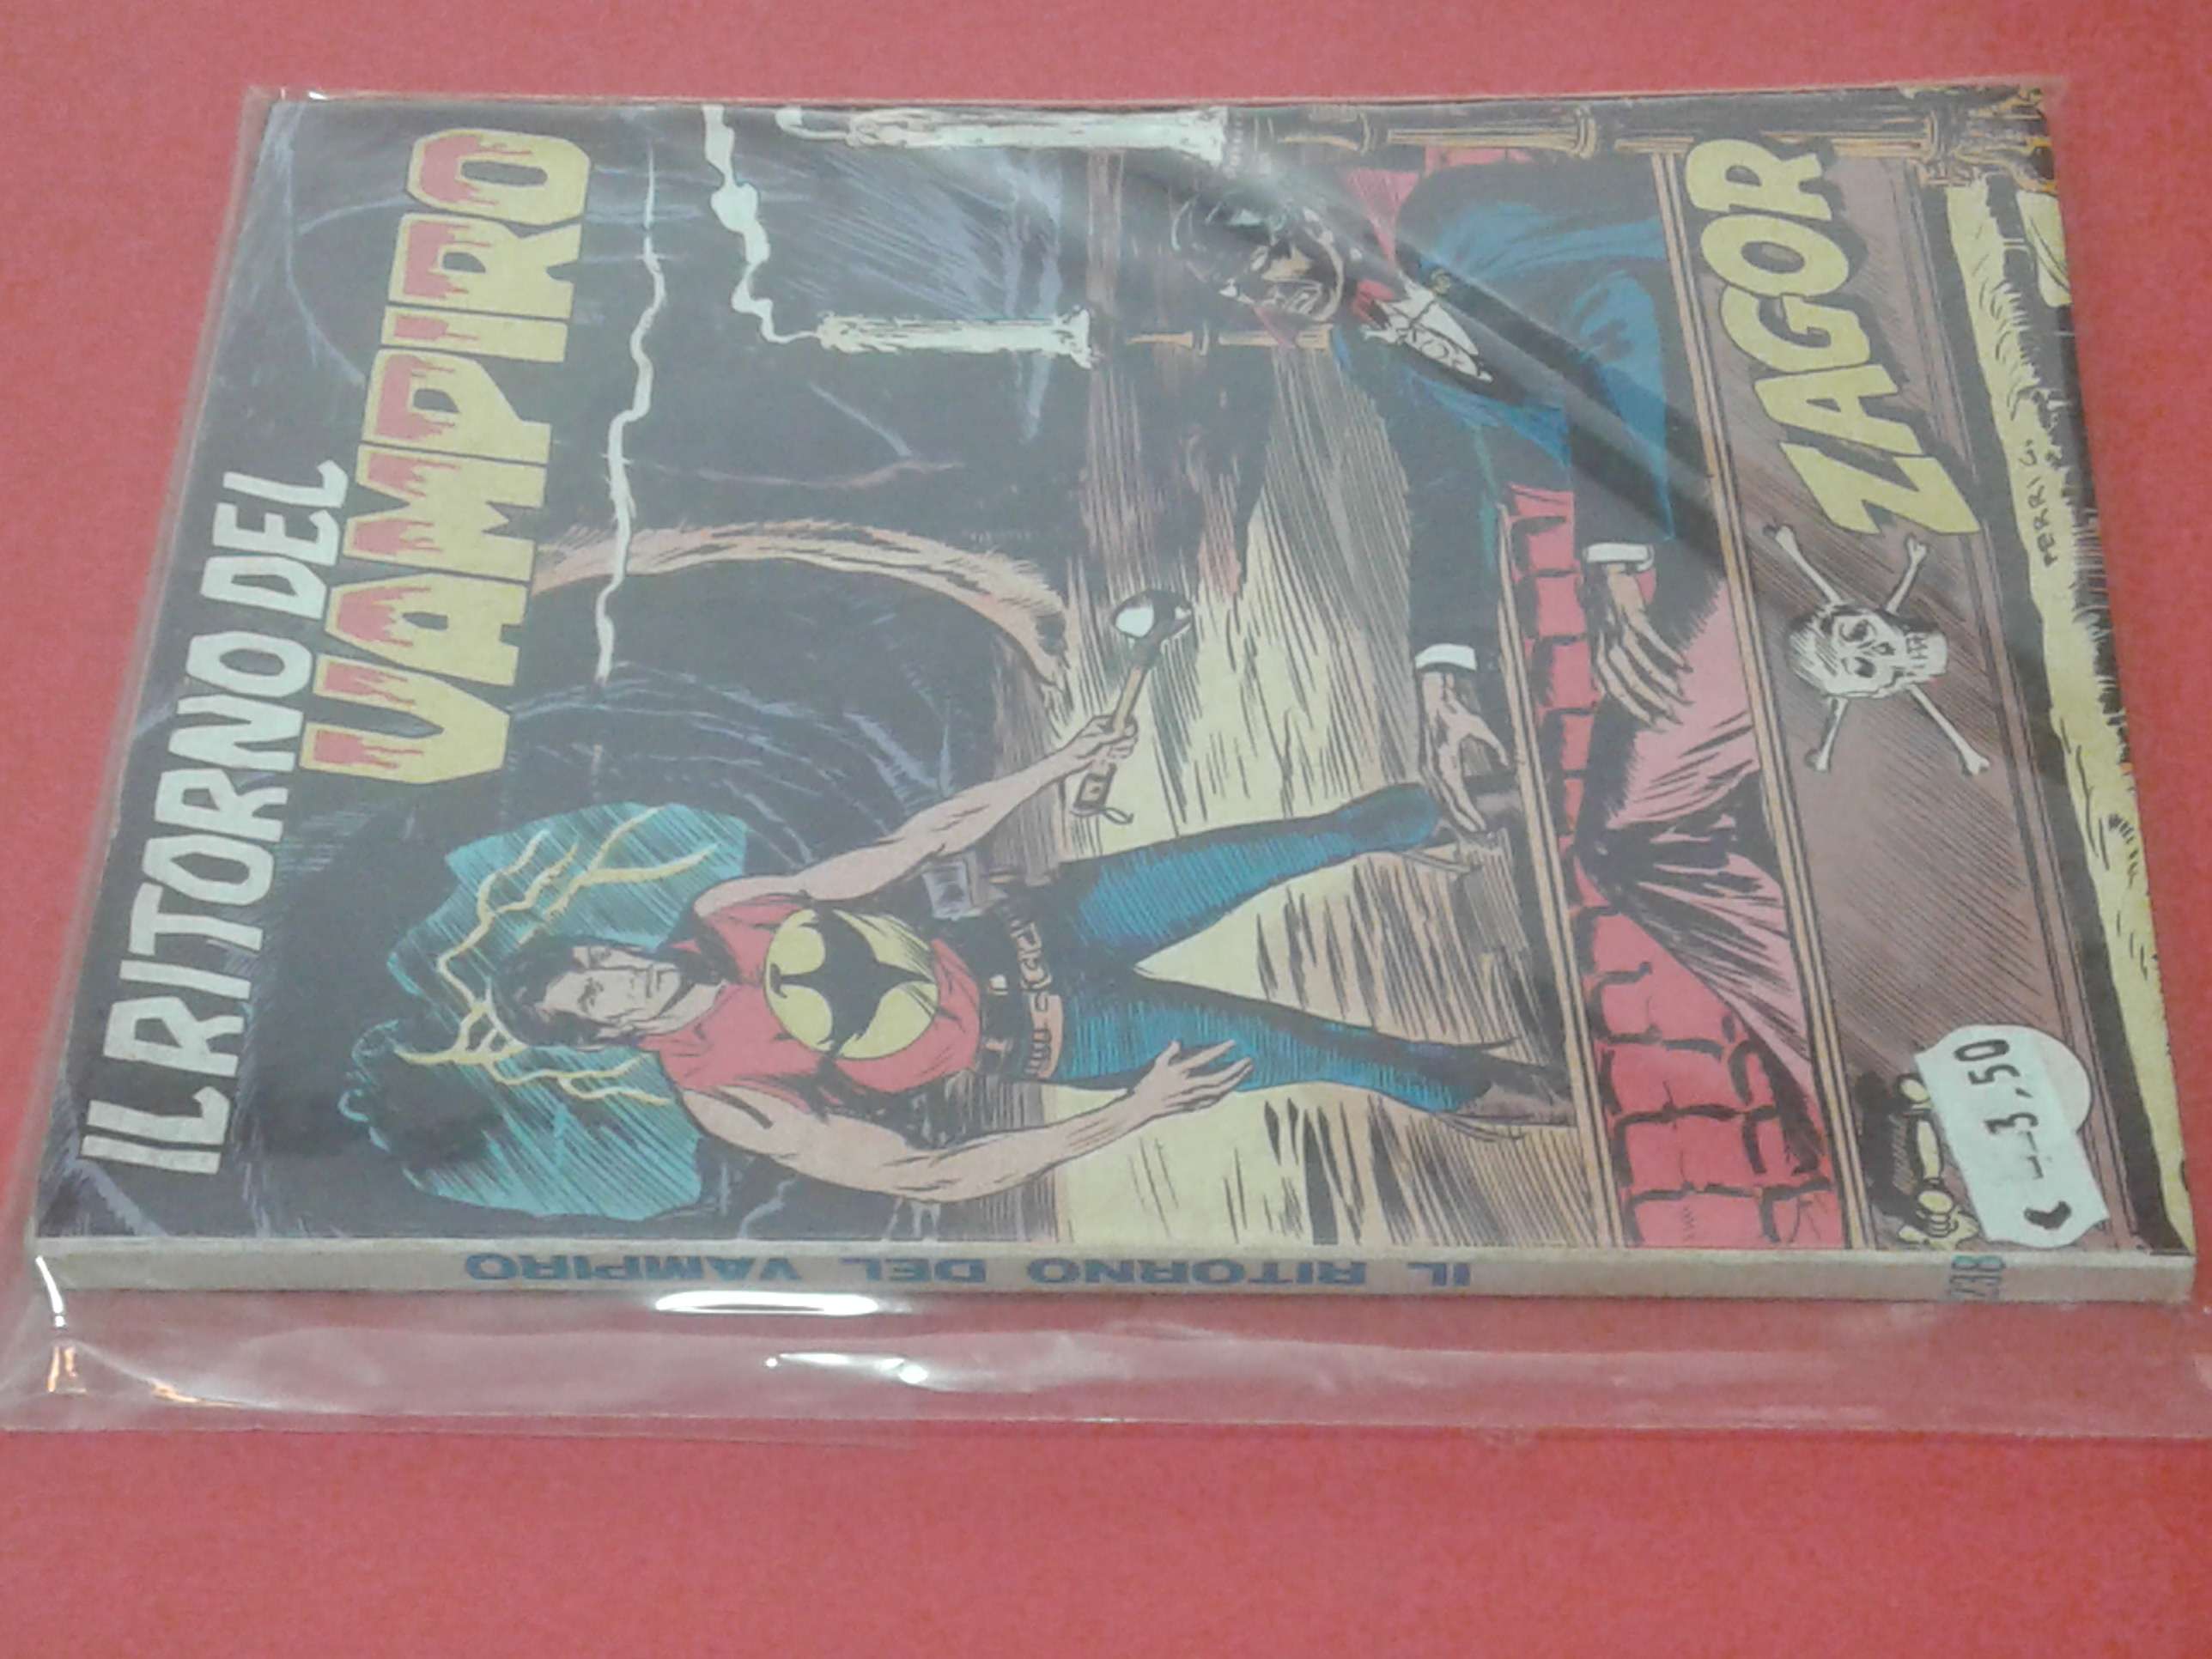 IL RITORNO DEL
VAMPIRO
ZAGOR
FERRI G.
€ 3,50
IL RITORNO DEL VAMPIRO